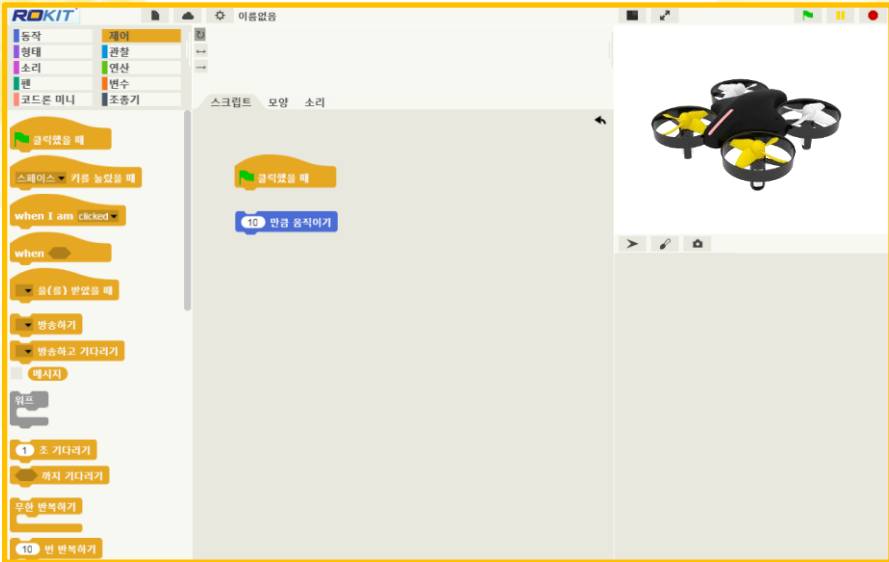 ROKIT
이름없음
동작 제어
형태 관찰
소리 연산
펜 변수
코드론 미니 조종기
스크립트 모양 소리
클릭했을 때
스페이스 키를 눌렀을 때
when I am clicked
when
을(를) 받았을 때
방송하기
방송하고 기다리기
메시지
워프
1 초 기다리기
까지 기다리기
무한 반복하기
10 번 반복하기
클릭했을 때
10 만큼 움직이기